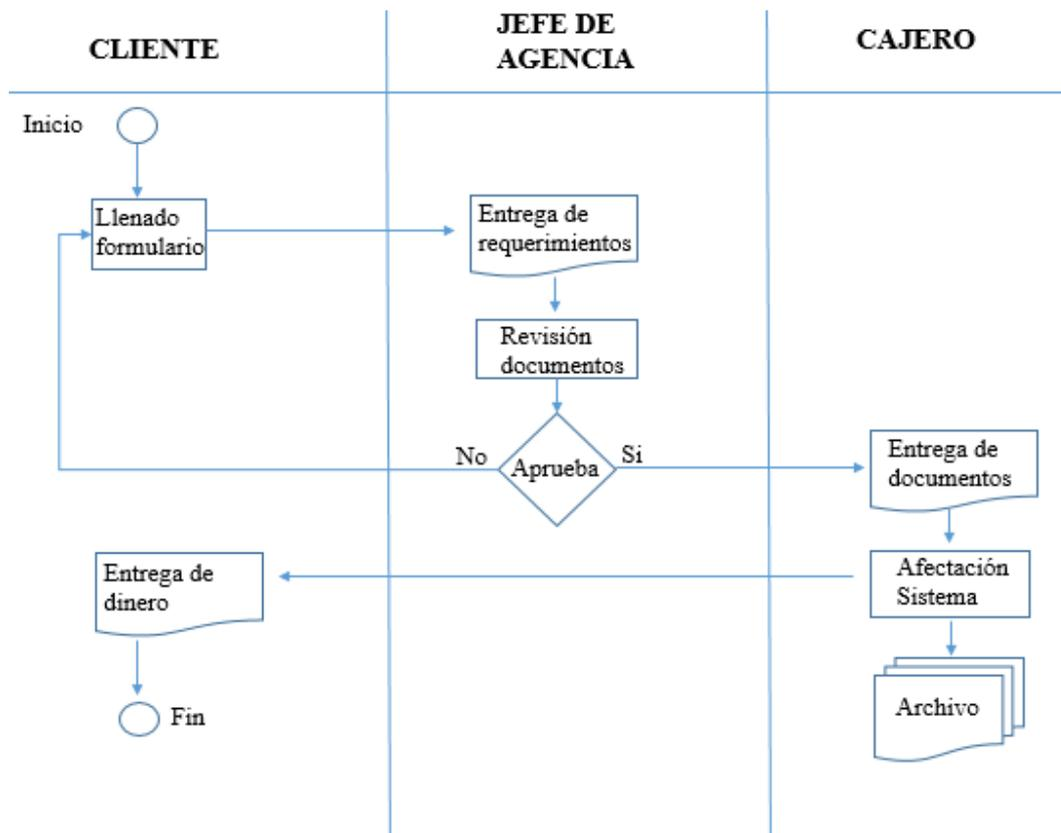 CLIENTE
JEFE DE
AGENCIA
CAJERO
Inicio
Llenado
formulario
Entrega de
requerimientos
Revisión
documentos
No
Aprueba
Si
Entrega de
documentos
Entrega de
dinero
Afectación
Sistema
Fin
Archivo